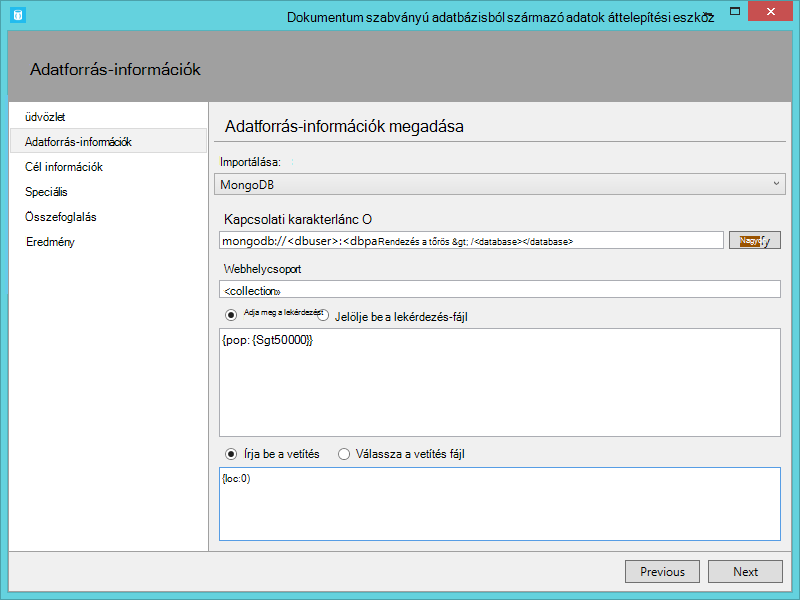 Dokumentum szabványú adatbázisból származó adatok áttelepítési eszköz
Adatforrás-információk
üdvözlet
Adatforrás-információk
Cél információk
Speciális
Összefoglalás
Eredmény
Adatforrás-információk megadása
Importálása:
MongoDB
Kapcsolati karakterlánc O
mongodb://<dbuser>:<dbpaRendezés a tőrös &gt; /<database></database>
Webhelycsoport
<collection»
Adja meg a lekérdezést Jelölje be a lekérdezés-fájl
{pop: {Sgt50000}}
Írja be a vetítés Válassza a vetítés fájl
{loc:0)
Previous Next